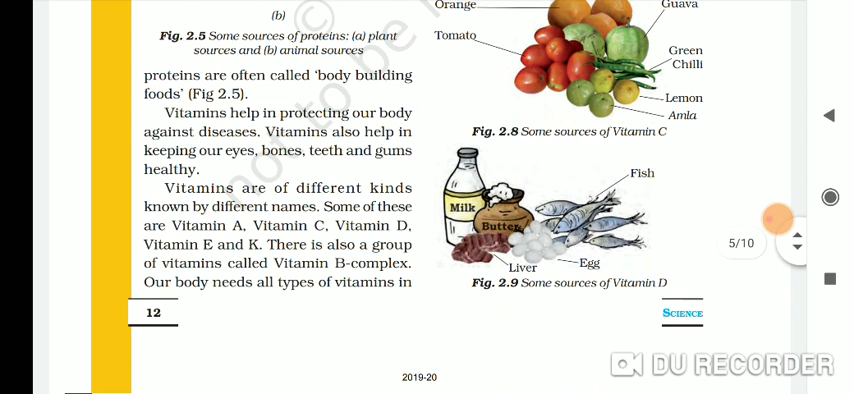 (b)
Fig. 2.5 Some sources of proteins: (a) plant
sources and (b) animal sources
proteins are often called 'body building
foods' (Fig 2.5).
Vitamins help in protecting our body
against diseases. Vitamins also help in
keeping our eyes, bones, teeth and gums
healthy.
Vitamins are of different kinds
known by different names. Some of these
are Vitamin A, Vitamin C, Vitamin D,
Vitamin E and K. There is also a group
of vitamins called Vitamin B-complex.
Our body needs all types of vitamins in
12
Orange
Guava
Tomato
Green
Chilli
Lemon
Amla
Fig. 2.8 Some sources of Vitamin C
Fish
Milk
Butter
Liver
Egg
Fig. 2.9 Some sources of Vitamin D
SCIENCE
2019-20
5/10
DU RECORDER
©
not to be